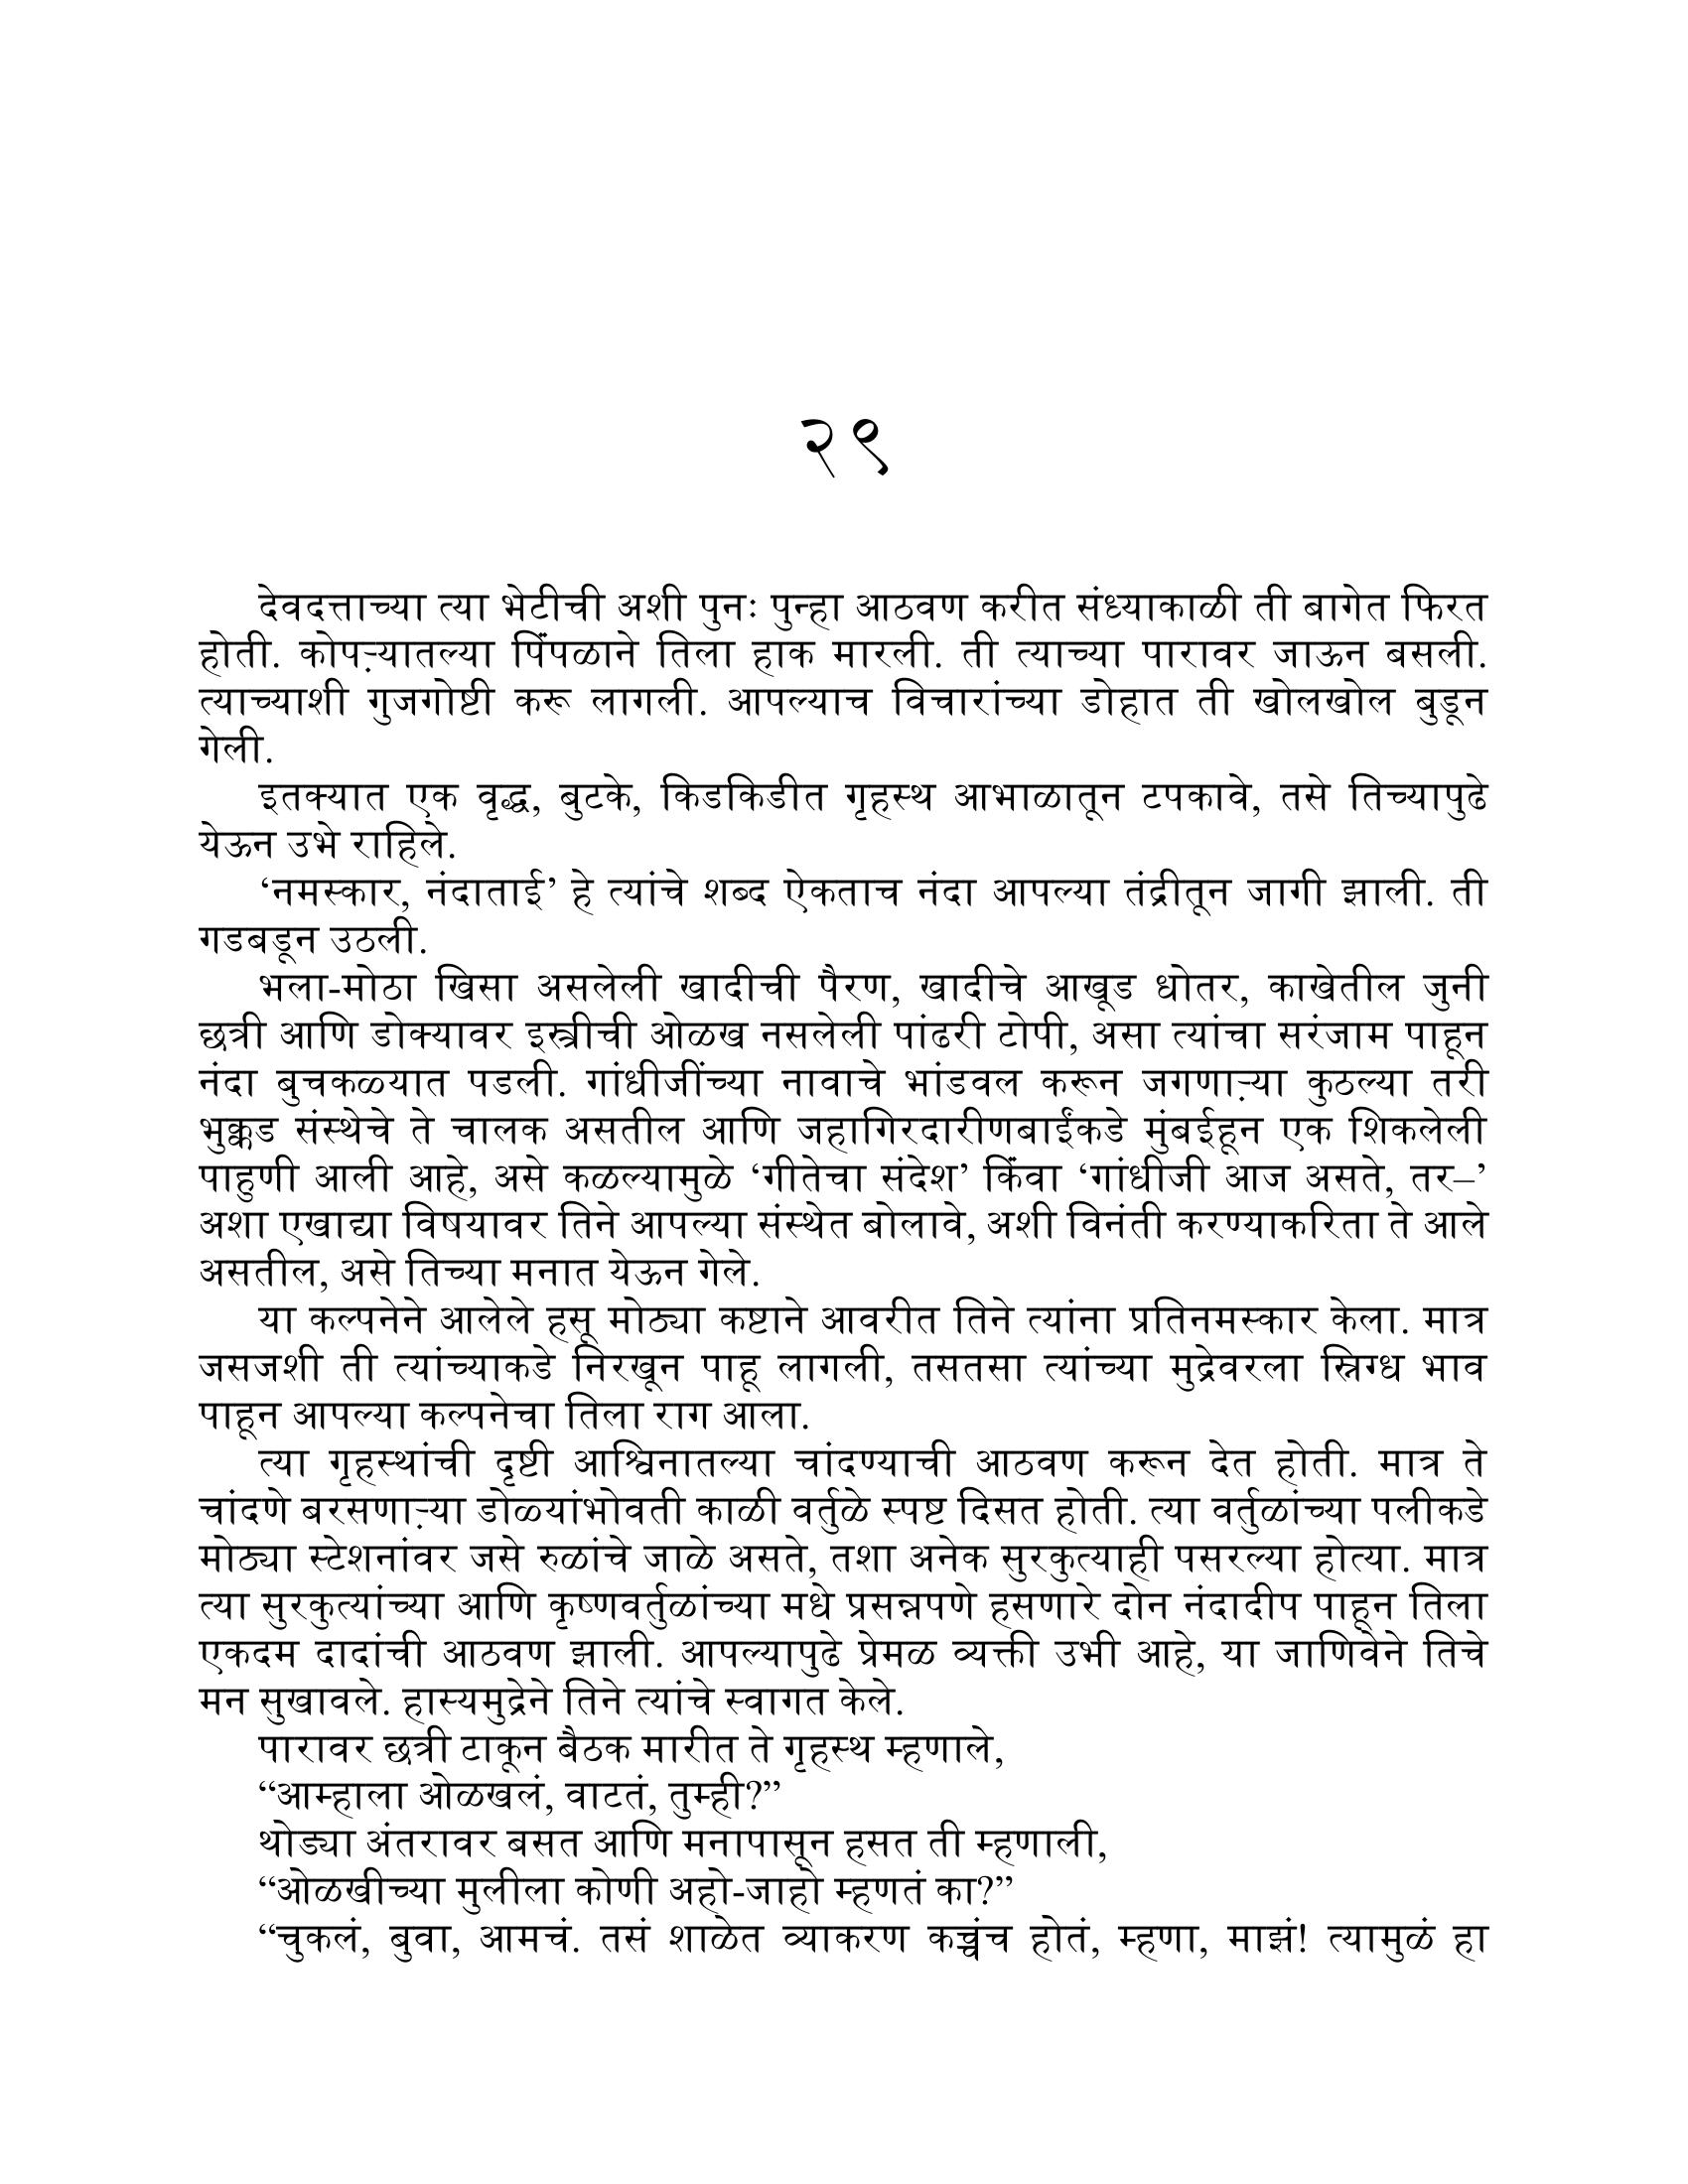 २९
देवदत्ताच्या त्या भेटीची अशी पुनः पुन्हा आठवण करीत संध्याकाळी ती बागेत फिरत
होती. कोपऱ्यातल्या पिंपळाने तिला हाक मारली. ती त्याच्या पारावर जाऊन बसली.
त्याच्याशी गुजगोष्टी करू लागली. आपल्याच विचारांच्या डोहात ती खोलखोल बुडून
गेली.
इतक्यात एक वृद्ध, बुटके, किडकिडीत गृहस्थ आभाळातून टपकावे, तसे तिच्यापुढे
येऊन उभे राहिले.
‘नमस्कार, नंदाताई’ हे त्यांचे शब्द ऐकताच नंदा आपल्या तंद्रीतून जागी झाली. ती
गडबडून उठली.
भला-मोठा खिसा असलेली खादीची पैरण, खादीचे आखूड धोतर, काखेतील जुनी
छत्री आणि डोक्यावर इस्त्रीची ओळख नसलेली पांढरी टोपी, असा त्यांचा सरंजाम पाहून
नंदा बुचकळ्यात पडली. गांधीजींच्या नावाचे भांडवल करून जगणाऱ्या कुठल्या तरी
भुक्कड संस्थेचे ते चालक असतील आणि जहागिरदारीणबाईंकडे मुंबईहून एक शिकलेली
पाहुणी आली आहे, असे कळल्यामुळे ‘गीतेचा संदेश’ किंवा ‘गांधीजी आज असते, तर–’
अशा एखाद्या विषयावर तिने आपल्या संस्थेत बोलावे, अशी विनंती करण्याकरिता ते आले
असतील, असे तिच्या मनात येऊन गेले.
या कल्पनेने आलेले हसू मोठ्या कष्टाने आवरीत तिने त्यांना प्रतिनमस्कार केला. मात्र
जसजशी ती त्यांच्याकडे निरखून पाहू लागली, तसतसा त्यांच्या मुद्रेवरला स्निग्ध भाव
पाहून आपल्या कल्पनेचा तिला राग आला.
त्या गृहस्थांची दृष्टी आश्विनातल्या चांदण्याची आठवण करून देत होती. मात्र ते
चांदणे बरसणाऱ्या डोळ्यांभोवती काळी वर्तुळे स्पष्ट दिसत होती. त्या वर्तुळांच्या पलीकडे
मोठ्या स्टेशनांवर जसे रुळांचे जाळे असते, तशा अनेक सुरकुत्याही पसरल्या होत्या. मात्र
त्या सुरकुत्यांच्या आणि कृष्णवर्तुळांच्या मधे प्रसन्नपणे हसणारे दोन नंदादीप पाहून तिला
एकदम दादांची आठवण झाली. आपल्यापुढे प्रेमळ व्यक्ती उभी आहे, या जाणिवेने तिचे
मन सुखावले. हास्यमुद्रेने तिने त्यांचे स्वागत केले.
पारावर छत्री टाकून बैठक मारीत ते गृहस्थ म्हणाले,
“आम्हाला ओळखलं, वाटतं, तुम्ही?”
थोड्या अंतरावर बसत आणि मनापासून हसत ती म्हणाली,
“ओळखीच्या मुलीला कोणी अहो-जाहो म्हणतं का?”
“चुकलं, बुवा, आमचं. तसं शाळेत व्याकरण कच्चंच होतं, म्हणा, माझं! त्यामुळं हा